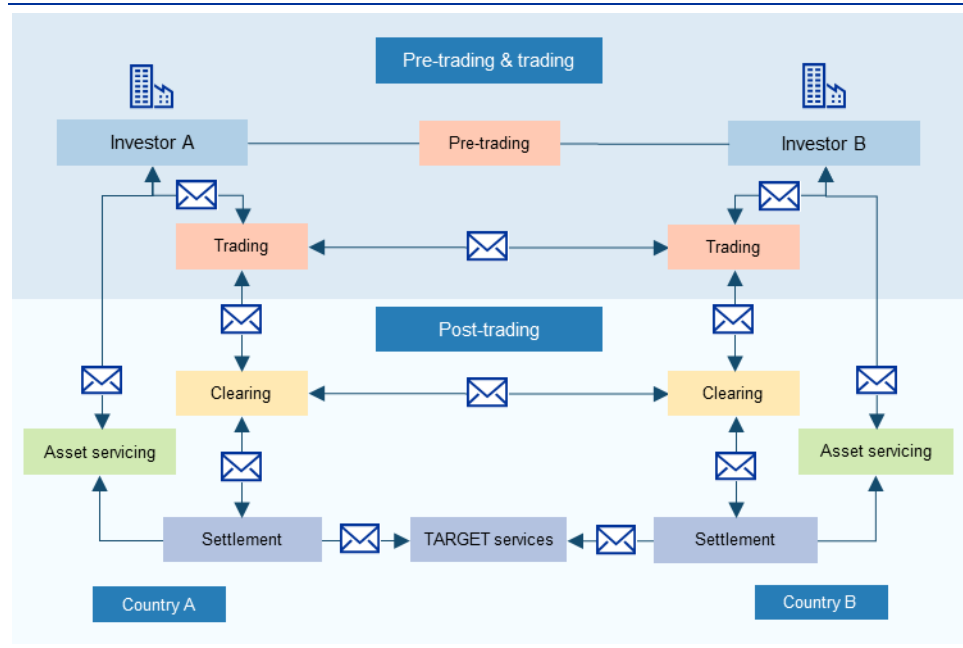 Pre-trading & trading
Investor A
Pre-trading
Investor B
Trading
Trading
Post-trading
Clearing
Clearing
Asset servicing
Asset servicing
Settlement
TARGET services
Settlement
Country A
Country B